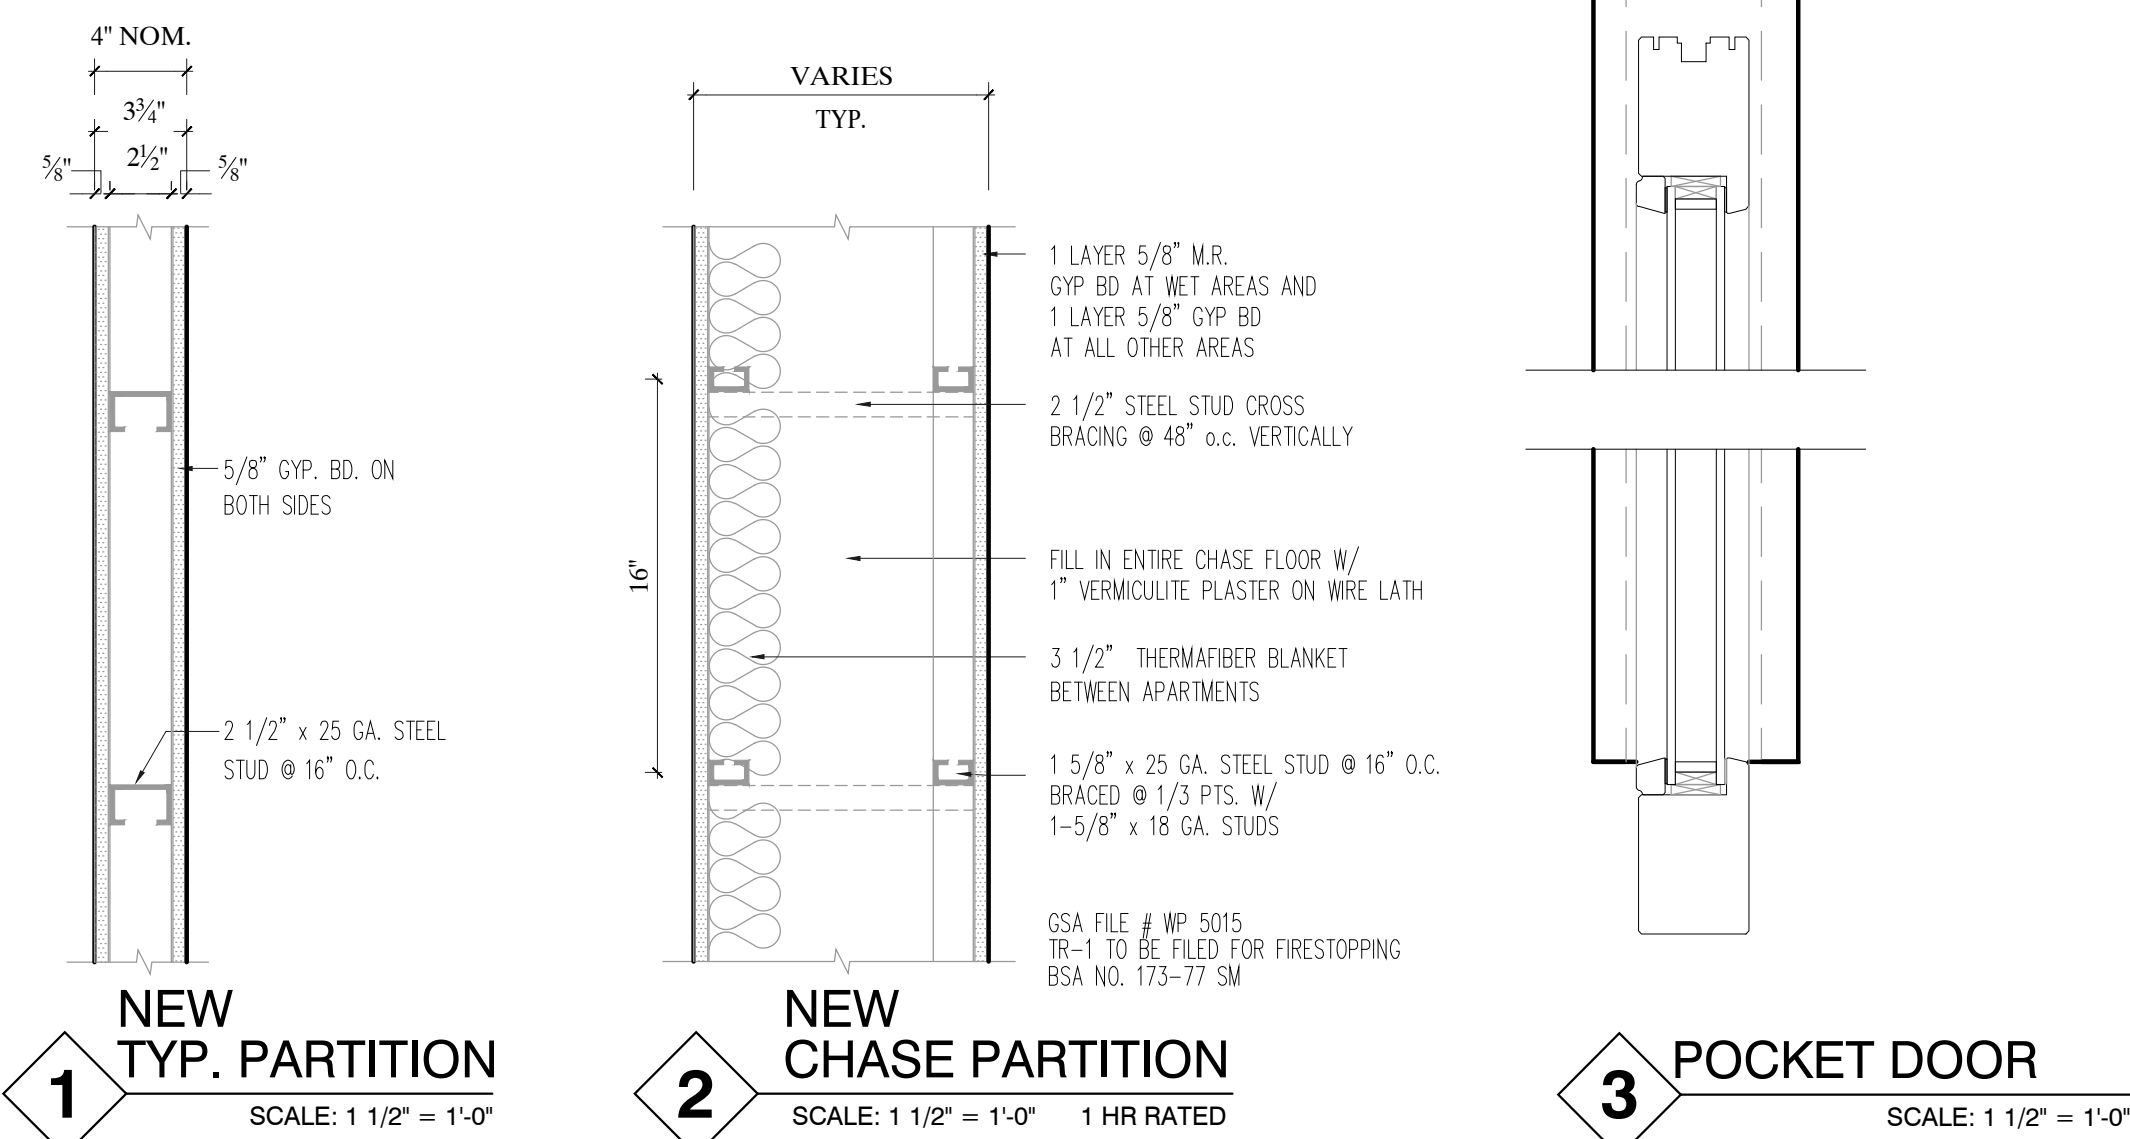 4" NOM.
3¾"
2½"
⅝"
⅝"
5/8" GYP. BD. ON
BOTH SIDES
2 1/2" x 25 GA. STEEL
STUD @ 16" O.C.
NEW
TYP. PARTITION
1
SCALE: 1 1/2" = 1'-0"
VARIES
TYP.
16"
1 LAYER 5/8" M.R.
GYP BD AT WET AREAS AND
1 LAYER 5/8" GYP BD
AT ALL OTHER AREAS
2 1/2" STEEL STUD CROSS
BRACING @ 48" o.c. VERTICALLY
FILL IN ENTIRE CHASE FLOOR W/
1" VERMICULITE PLASTER ON WIRE LATH
3 1/2" THERMAFIBER BLANKET
BETWEEN APARTMENTS
1 5/8" x 25 GA. STEEL STUD @ 16" O.C.
BRACED @ 1/3 PTS. W/
1-5/8" x 18 GA. STUDS
GSA FILE # WP 5015
TR-1 TO BE FILED FOR FIRESTOPPING
BSA NO. 173-77 SM
NEW
CHASE PARTITION
2
SCALE: 1 1/2" = 1'-0" 1 HR RATED
POCKET DOOR
3
SCALE: 1 1/2" = 1'-0"